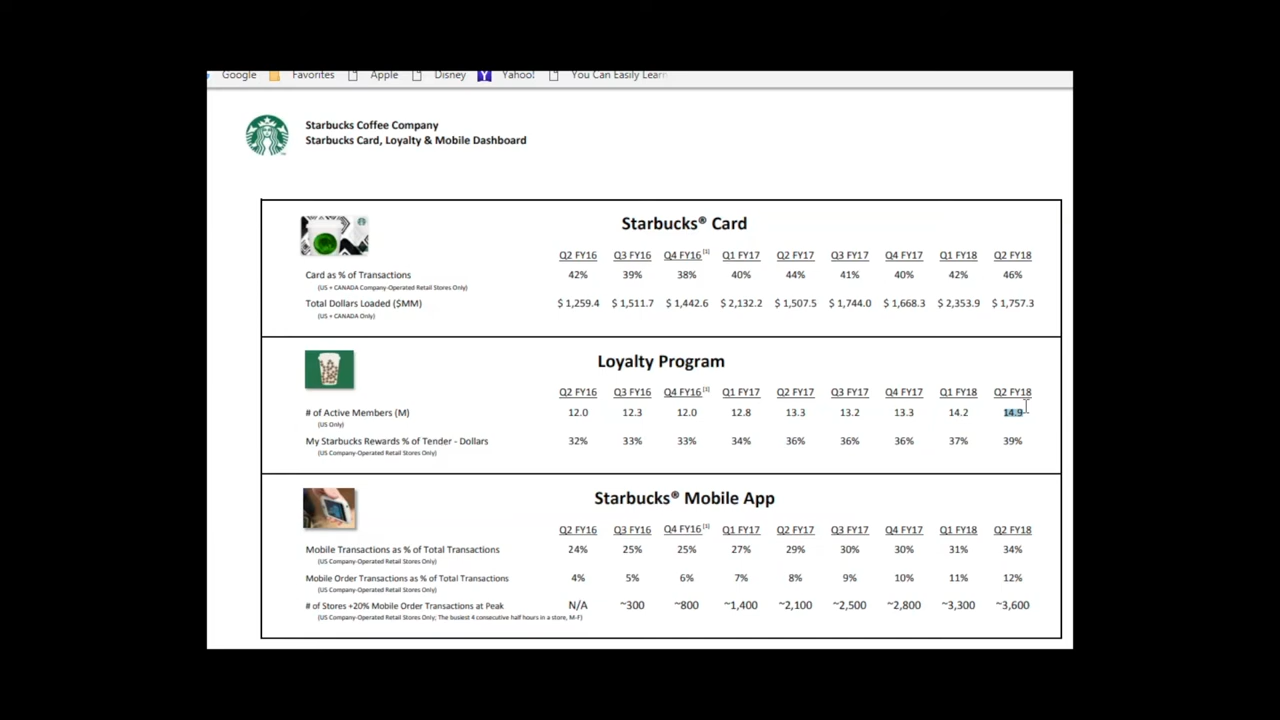 Google Favorites Apple Disney Yahoo! You Can Easily Learn
Starbucks Coffee Company
Starbucks Card, Loyalty & Mobile Dashboard
Starbucks® Card
Q2 FY16 Q3 FY16 Q4 FY16 [1] Q1 FY17 Q2 FY17 Q3 FY17 Q4 FY17 Q1 FY18 Q2 FY18
Card as % of Transactions 42% 39% 38% 40% 44% 41% 40% 42% 46%
(US + CANADA Company-Operated Retail Stores Only)
Total Dollars Loaded ($MM) $ 1,259.4 $ 1,511.7 $ 1,442.6 $ 2,132.2 $ 1,507.5 $ 1,744.0 $ 1,668.3 $ 2,353.9 $ 1,757.3
(US + CANADA Only)
Loyalty Program
Q2 FY16 Q3 FY16 Q4 FY16 [1] Q1 FY17 Q2 FY17 Q3 FY17 Q4 FY17 Q1 FY18 Q2 FY18
# of Active Members (M) 12.0 12.3 12.0 12.8 13.3 13.2 13.3 14.2 14.9
(US Only)
My Starbucks Rewards % of Tender - Dollars 32% 33% 33% 34% 36% 36% 36% 37% 39%
(US Company-Operated Retail Stores Only)
Starbucks® Mobile App
Q2 FY16 Q3 FY16 Q4 FY16 [1] Q1 FY17 Q2 FY17 Q3 FY17 Q4 FY17 Q1 FY18 Q2 FY18
Mobile Transactions as % of Total Transactions 24% 25% 25% 27% 29% 30% 30% 31% 34%
(US Company-Operated Retail Stores Only)
Mobile Order Transactions as % of Total Transactions 4% 5% 6% 7% 8% 9% 10% 11% 12%
(US Company-Operated Retail Stores Only)
# of Stores +20% Mobile Order Transactions at Peak N/A ~300 ~800 ~1,400 ~2,100 ~2,500 ~2,800 ~3,300 ~3,600
(US Company-Operated Retail Stores Only; The busiest 4 consecutive half hours in a store, M-F)